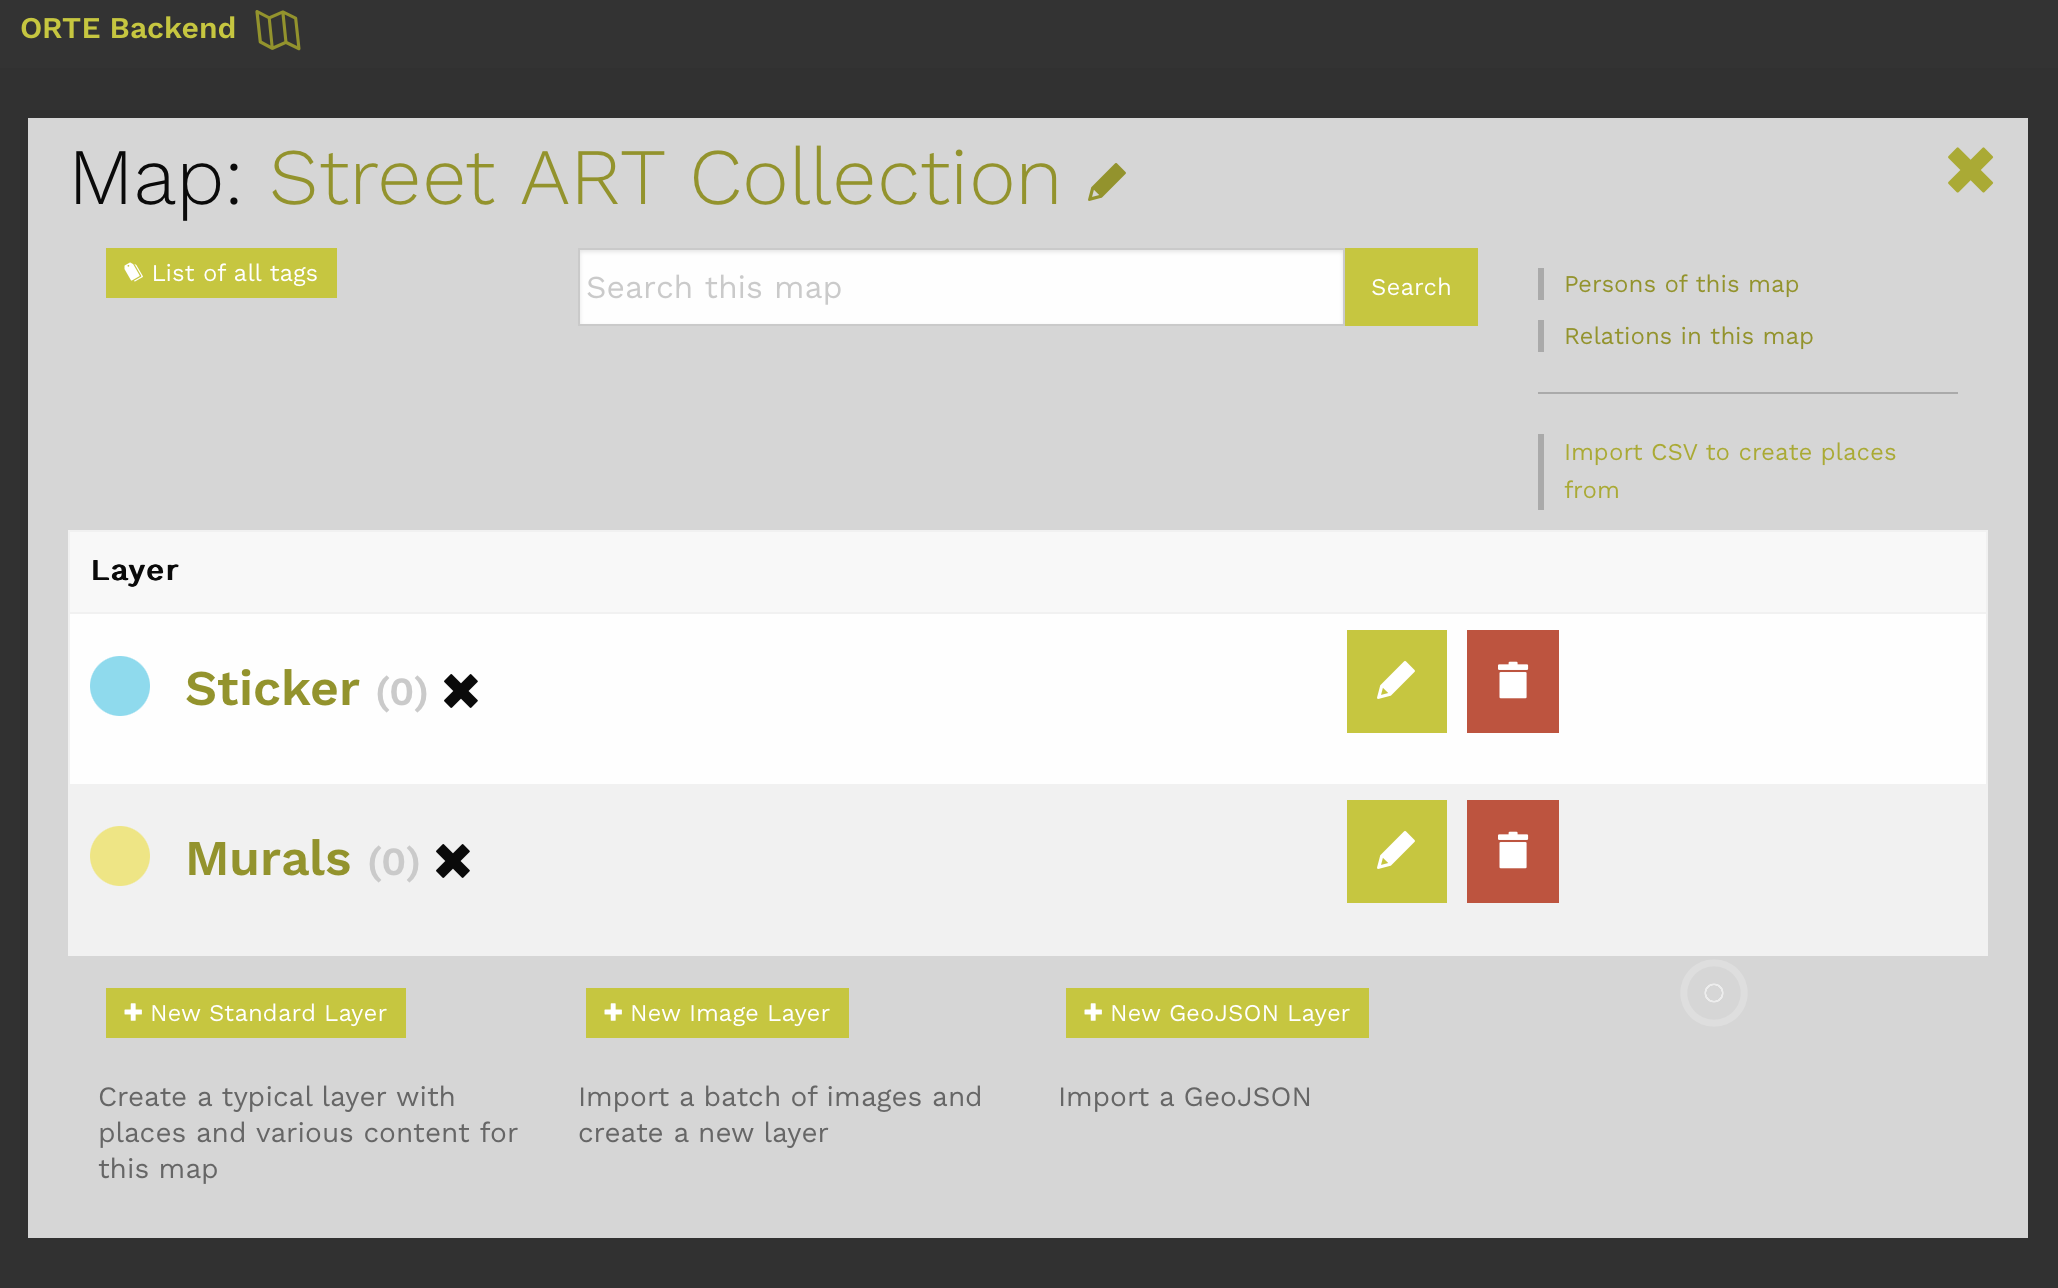 ORTE Backend
Map: Street ART Collection
List of all tags
Search this map
Search
Persons of this map
Relations in this map
Import CSV to create places
from
Layer
Sticker (0)
Murals (0)
New Standard Layer
New Image Layer
New GeoJSON Layer
Create a typical layer with
places and various content for
this map
Import a batch of images and
create a new layer
Import a GeoJSON